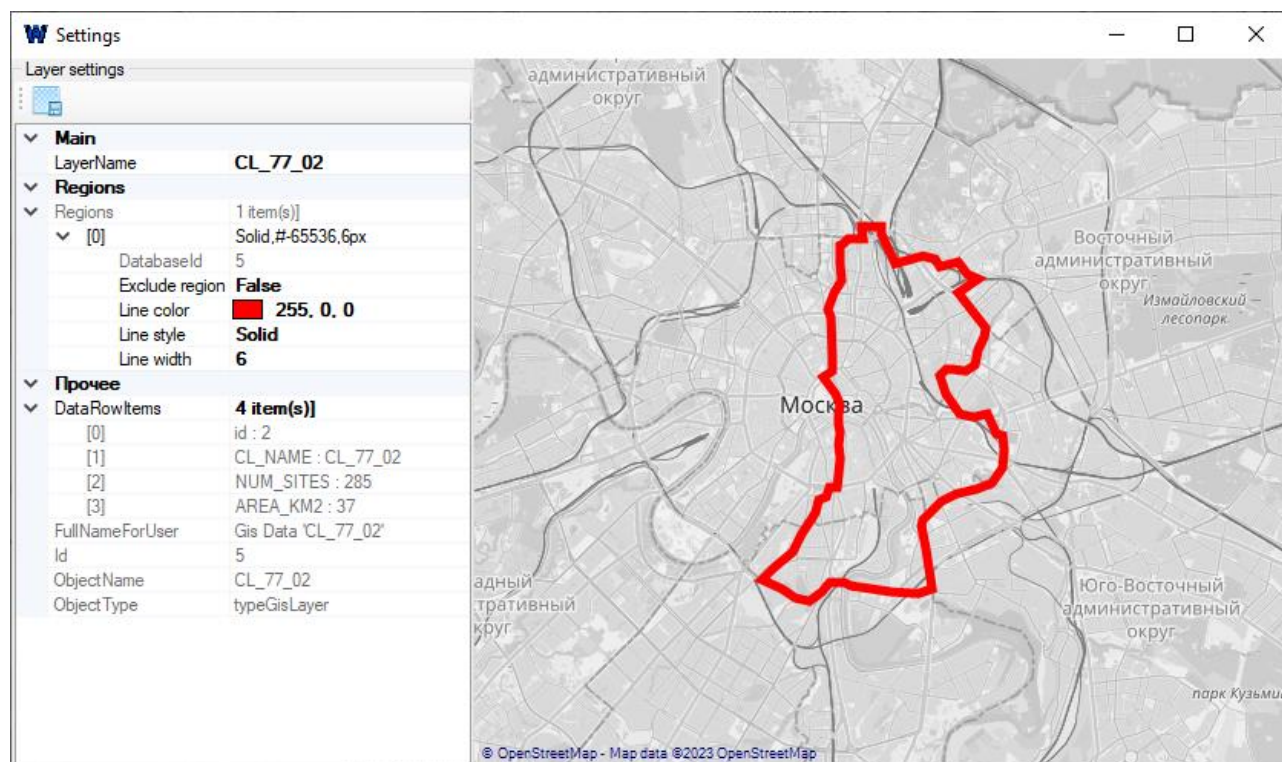 Settings
Layer settings
Main
LayerName CL_77_02
Regions
Regions 1 item(s)]
[0] Solid,#-65536,6px
DatabaseId 5
Exclude region False
Line color 255, 0, 0
Line style Solid
Line width 6
Прочее
DataRowItems 4 item(s)]
[0] id : 2
[1] CL_NAME : CL_77_02
[2] NUM_SITES : 285
[3] AREA_KM2 : 37
FullNameForUser Gis Data 'CL_77_02'
Id 5
ObjectName CL_77_02
ObjectType typeGisLayer
административный
округ
Восточный
административный
округ
Измайловский
лесопарк
Москва
адный
тративный
круг
Юго-Восточный
административный
округ
парк Кузьми
© OpenStreetMap - Map data ©2023 OpenStreetMap